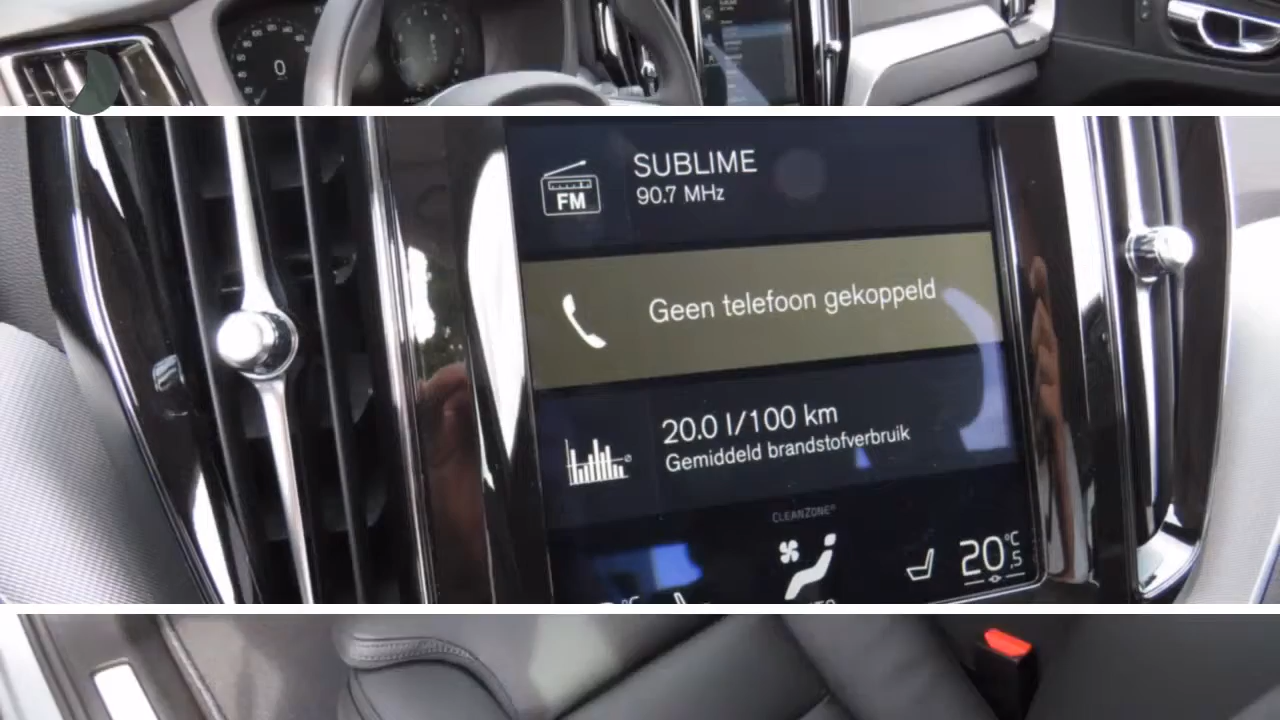 0
FM
SUBLIME
90.7 MHz
Geen telefoon gekoppeld
20.0 l/100 km
Gemiddeld brandstofverbruik
CLEANZONE®
20,5 °C